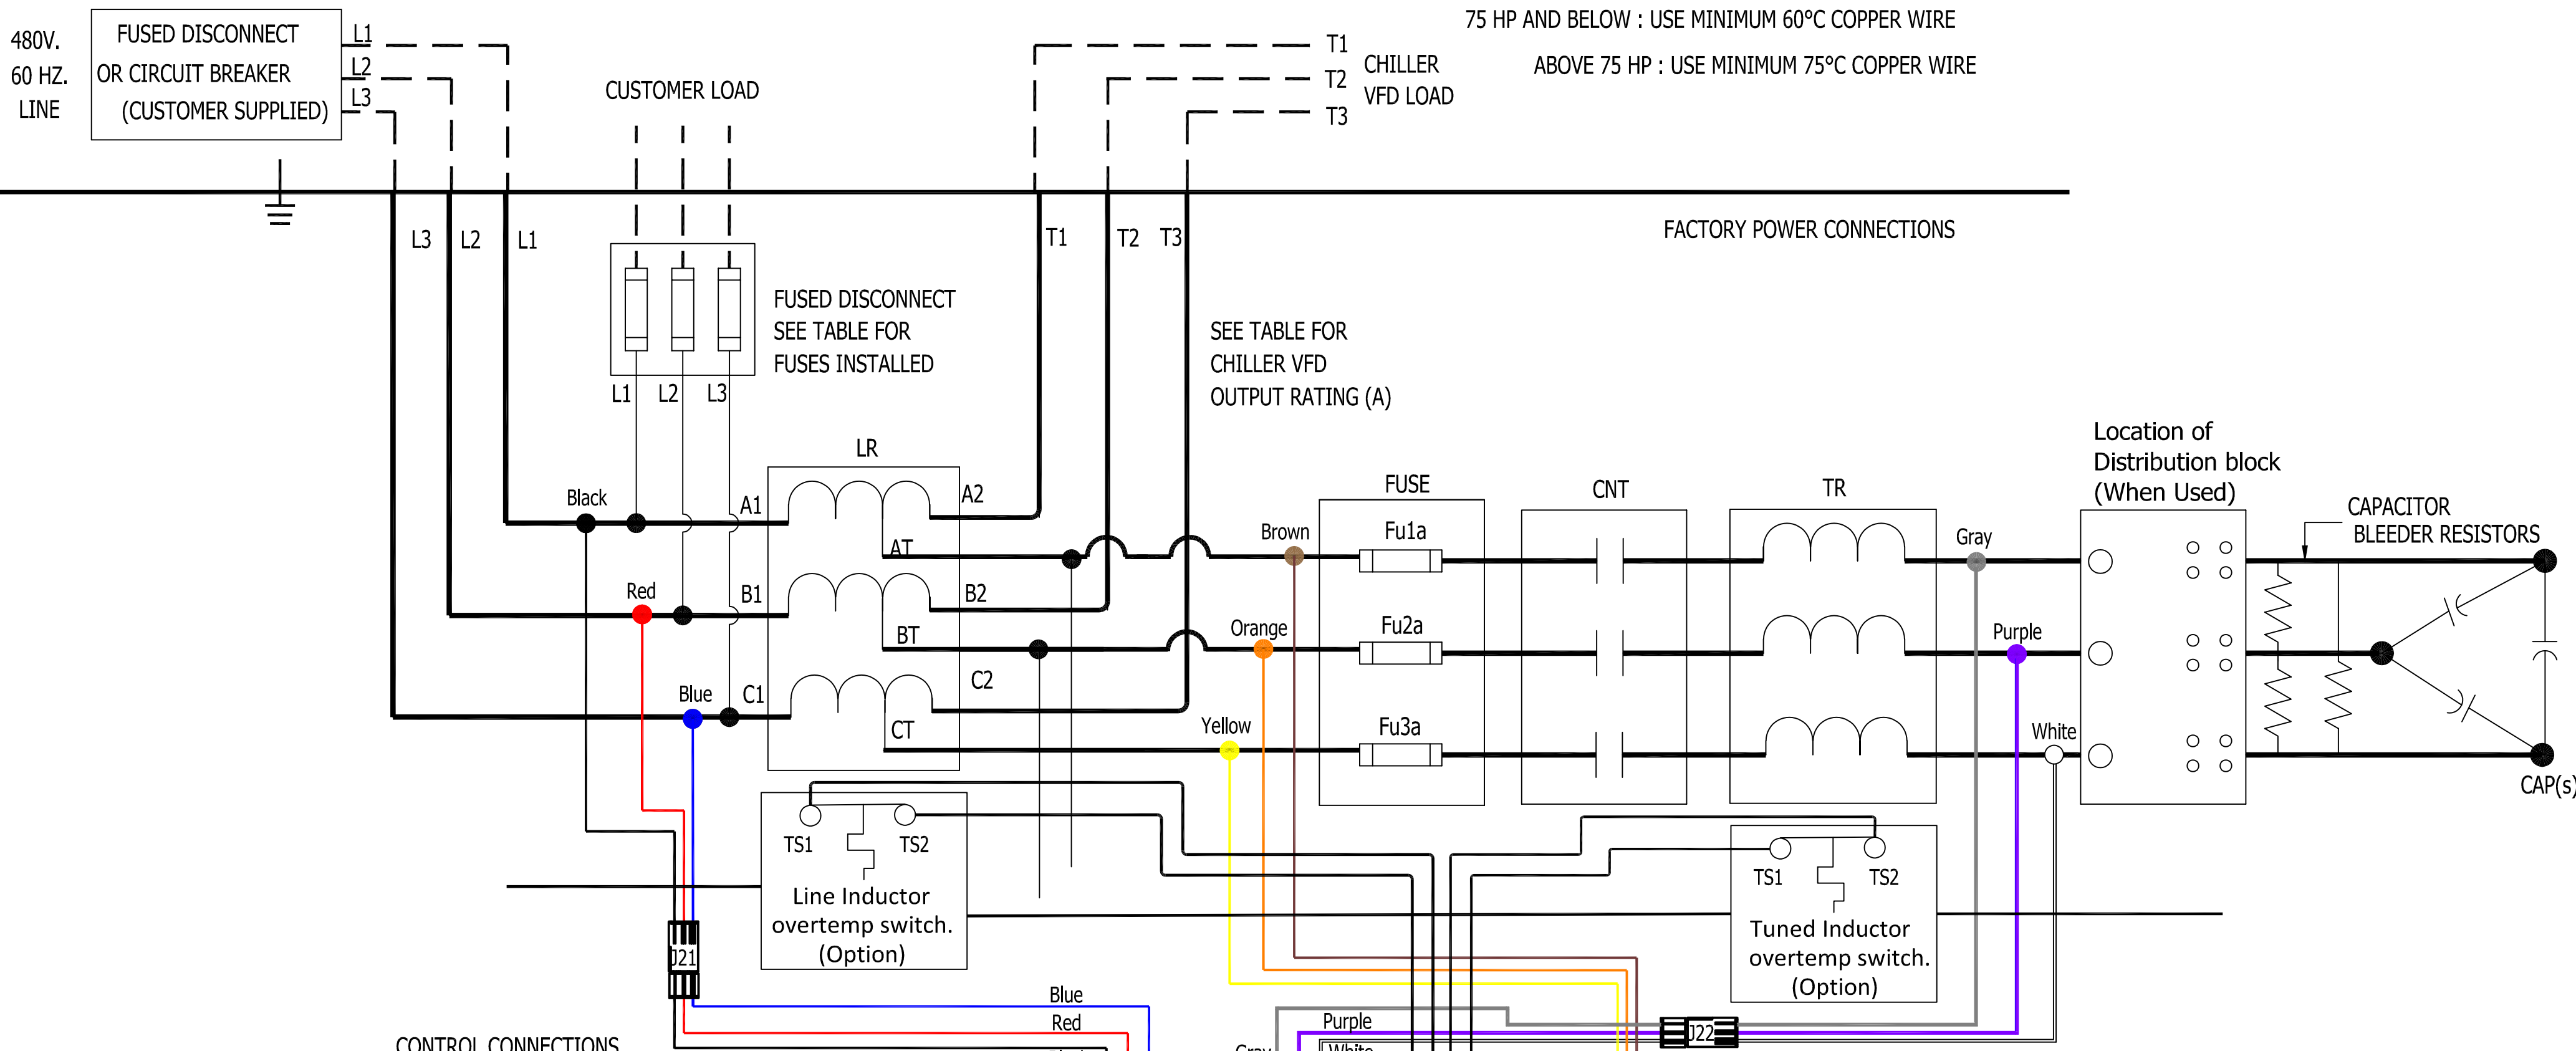 480V.
60 HZ.
LINE
FUSED DISCONNECT
OR CIRCUIT BREAKER
(CUSTOMER SUPPLIED)
L1
L2
L3
CUSTOMER LOAD
T1
T2
T3
CHILLER
VFD LOAD
75 HP AND BELOW : USE MINIMUM 60°C COPPER WIRE
ABOVE 75 HP : USE MINIMUM 75°C COPPER WIRE
L3
L2
L1
T1
T2
T3
FACTORY POWER CONNECTIONS
FUSED DISCONNECT
SEE TABLE FOR
FUSES INSTALLED
L1
L2
L3
SEE TABLE FOR
CHILLER VFD
OUTPUT RATING (A)
LR
Black
A1
A2
AT
Red
B1
B2
BT
Blue
C1
C2
CT
Brown
Orange
Yellow
FUSE
Fu1a
Fu2a
Fu3a
CNT
TR
Gray
Purple
White
Location of
Distribution block
(When Used)
CAPACITOR
BLEEDER RESISTORS
CAP(s)
TS1
TS2
Line Inductor
overtemp switch.
(Option)
TS1
TS2
Tuned Inductor
overtemp switch.
(Option)
J21
Blue
Red
CONTROL CONNECTIONS
Purple
J22
Gray
White